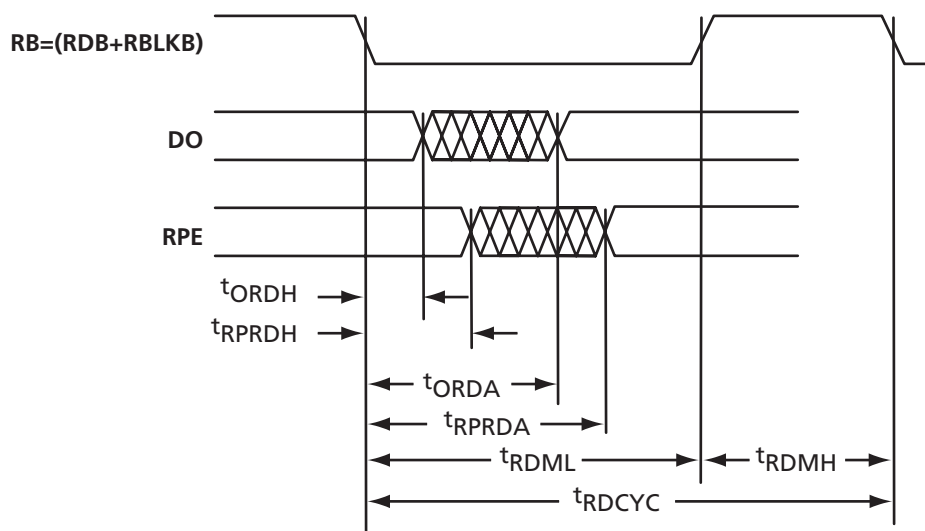 RB=(RDB+RBLKB)
DO
RPE
tORDH
tRPRDH
tORDA
tRPRDA
tRDML
tRDMH
tRDCYC